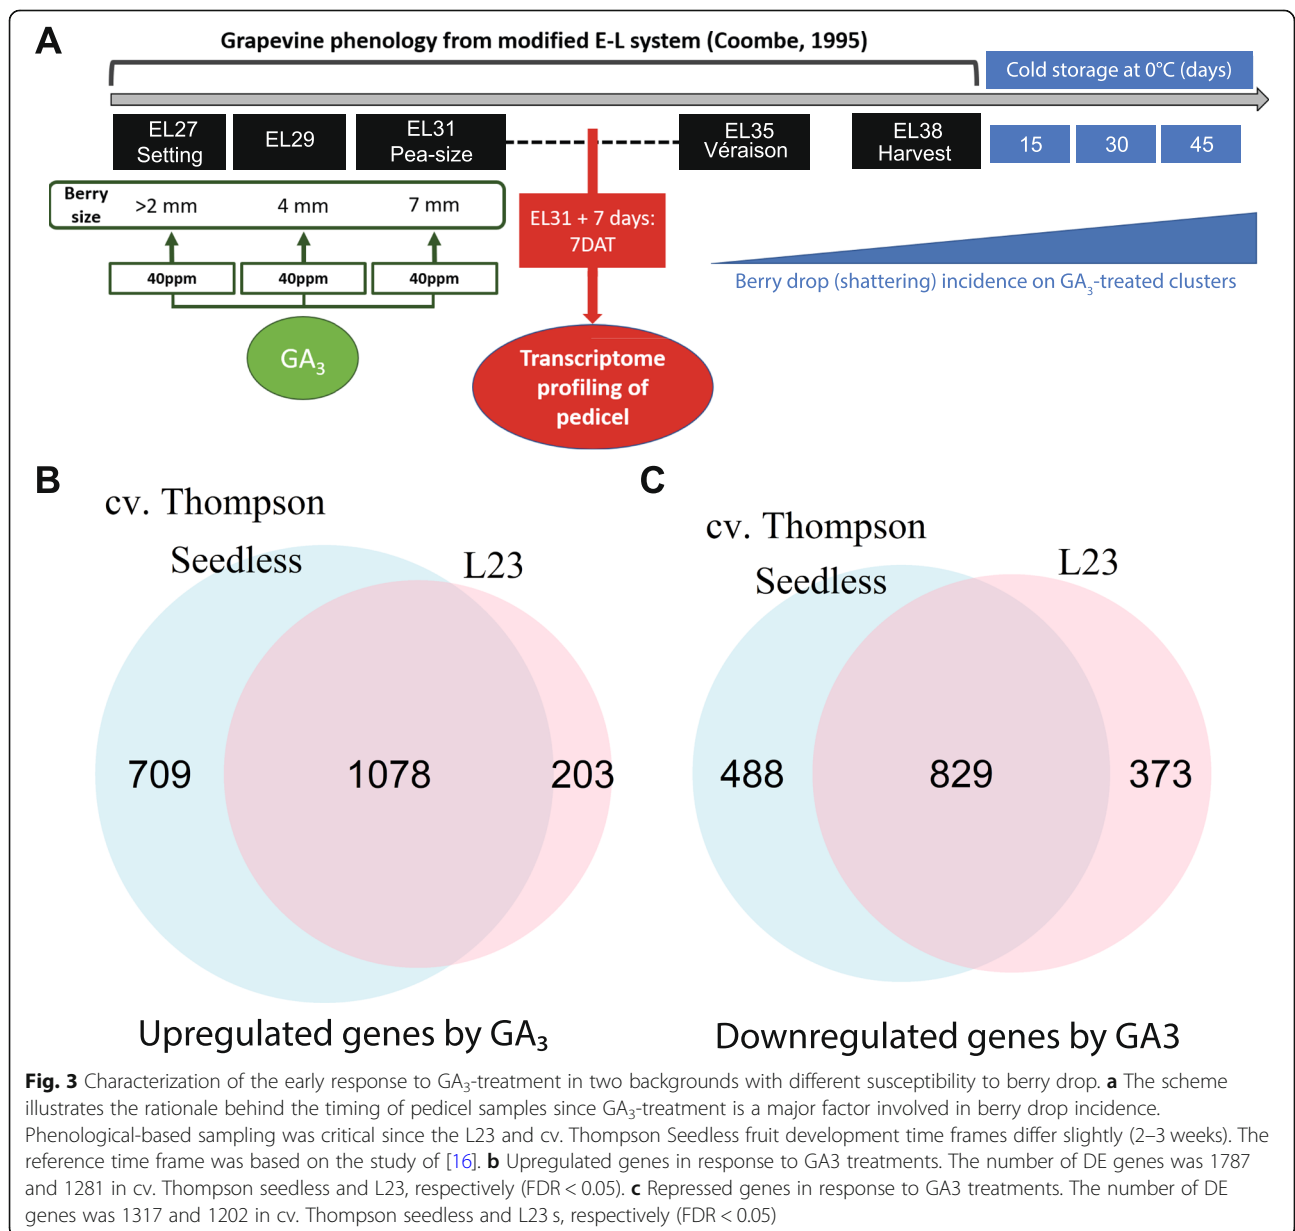 A
Grapevine phenology from modified E-L system (Coombe, 1995)
Cold storage at 0°C (days)
EL27
Setting
EL29
EL31
Pea-size
EL35
Véraison
EL38
Harvest
15
30
45
Berry
size
>2 mm
4 mm
7 mm
EL31 + 7 days:
7DAT
40ppm
40ppm
40ppm
Berry drop (shattering) incidence on GA₃-treated clusters
GA₃
Transcriptome
profiling of
pedicel
B
cv. Thompson
Seedless
L23
709
1078
203
Upregulated genes by GA₃
C
cv. Thompson
Seedless
L23
488
829
373
Downregulated genes by GA3
Fig. 3 Characterization of the early response to GA₃-treatment in two backgrounds with different susceptibility to berry drop. a The scheme
illustrates the rationale behind the timing of pedicel samples since GA₃-treatment is a major factor involved in berry drop incidence.
Phenological-based sampling was critical since the L23 and cv. Thompson Seedless fruit development time frames differ slightly (2–3 weeks). The
reference time frame was based on the study of [16]. b Upregulated genes in response to GA3 treatments. The number of DE genes was 1787
and 1281 in cv. Thompson seedless and L23, respectively (FDR < 0.05). c Repressed genes in response to GA3 treatments. The number of DE
genes was 1317 and 1202 in cv. Thompson seedless and L23 s, respectively (FDR < 0.05)